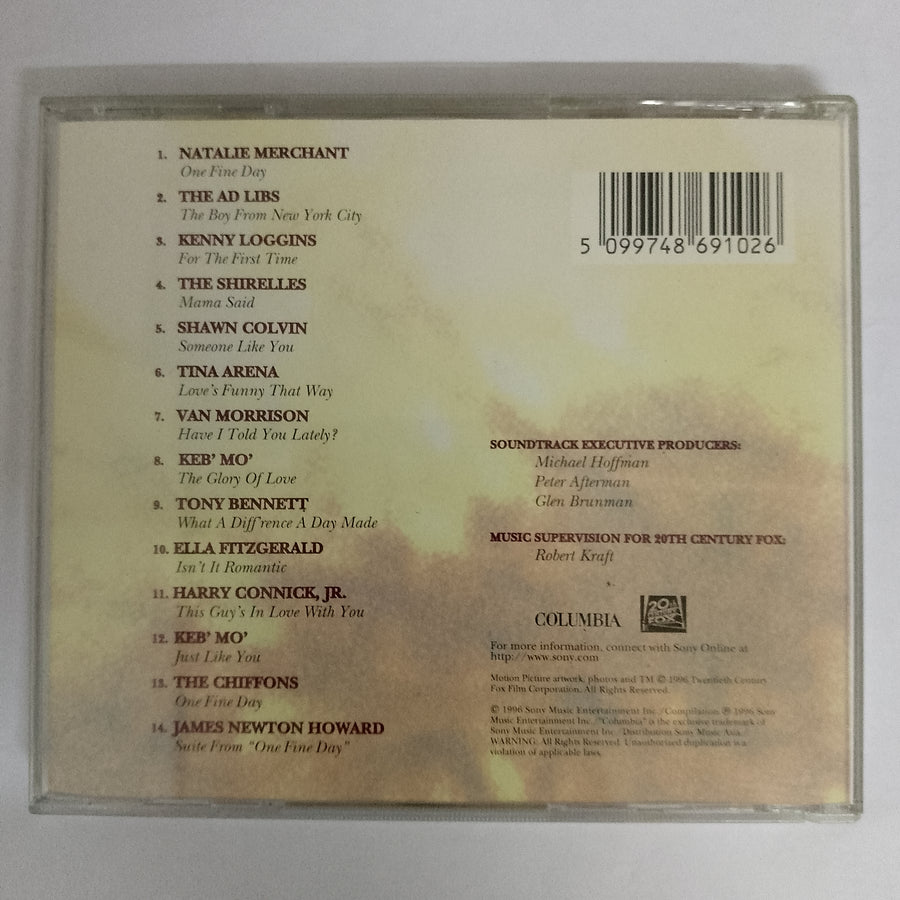 1. NATALIE MERCHANT
One Fine Day
2. THE AD LIBS
The Boy From New York City
3. KENNY LOGGINS
For The First Time
4. THE SHIRELLES
Mama Said
5. SHAWN COLVIN
Someone Like You
6. TINA ARENA
Love's Funny That Way
7. VAN MORRISON
Have I Told You Lately?
8. KEB' MO'
The Glory Of Love
9. TONY BENNETT
What A Diff'rence A Day Made
10. ELLA FITZGERALD
Isn't It Romantic
11. HARRY CONNICK, JR.
This Guy's In Love With You
12. KEB' MO'
Just Like You
13. THE CHIFFONS
One Fine Day
14. JAMES NEWTON HOWARD
Suite From "One Fine Day"
5 099748 691026
SOUNDTRACK EXECUTIVE PRODUCERS:
Michael Hoffman
Peter Afterman
Glen Brunman
MUSIC SUPERVISION FOR 20TH CENTURY FOX:
Robert Kraft
COLUMBIA
20th CENTURY FOX
For more information, connect with Sony Online at
http://www.sony.com
Motion Picture artwork, photos and TM © 1996 Twentieth Century
Fox Film Corporation. All Rights Reserved.
© 1996 Sony Music Entertainment Inc./Compilation ℗ 1996 Sony
Music Entertainment Inc./"Columbia" is the exclusive trademark of
Sony Music Entertainment Inc./Distribution Sony Music Asia.
WARNING: All Rights Reserved. Unauthorised duplication is a
violation of applicable laws.